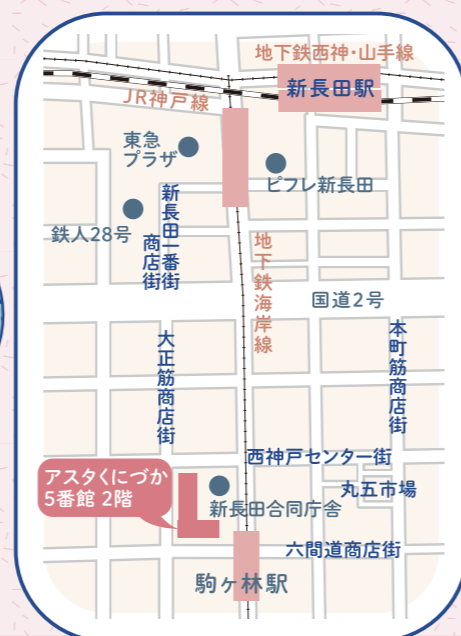 地下鉄西神・山手線
新長田駅
JR神戸線
東急
プラザ
ピフレ新長田
鉄人28号
新長田一番街
商店街
地下鉄海岸線
国道2号
大正筋商店街
本町筋商店街
西神戸センター街
アスタくにづか
5番館 2階
丸五市場
新長田合同庁舎
六間道商店街
駒ヶ林駅